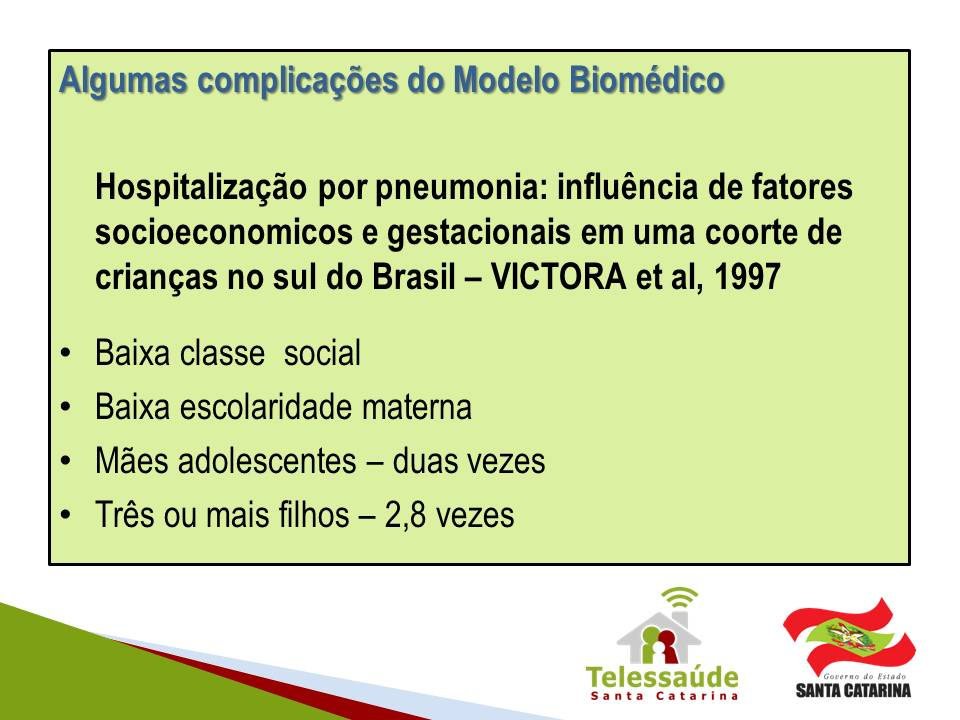 Algumas complicações do Modelo Biomédico
Hospitalização por pneumonia: influência de fatores
socioeconomicos e gestacionais em uma coorte de
crianças no sul do Brasil – VICTORA et al, 1997
• Baixa classe  social
• Baixa escolaridade materna
• Mães adolescentes – duas vezes
• Três ou mais filhos – 2,8 vezes
Telessaúde
Santa Catarina
Governo do Estado
SANTA CATARINA